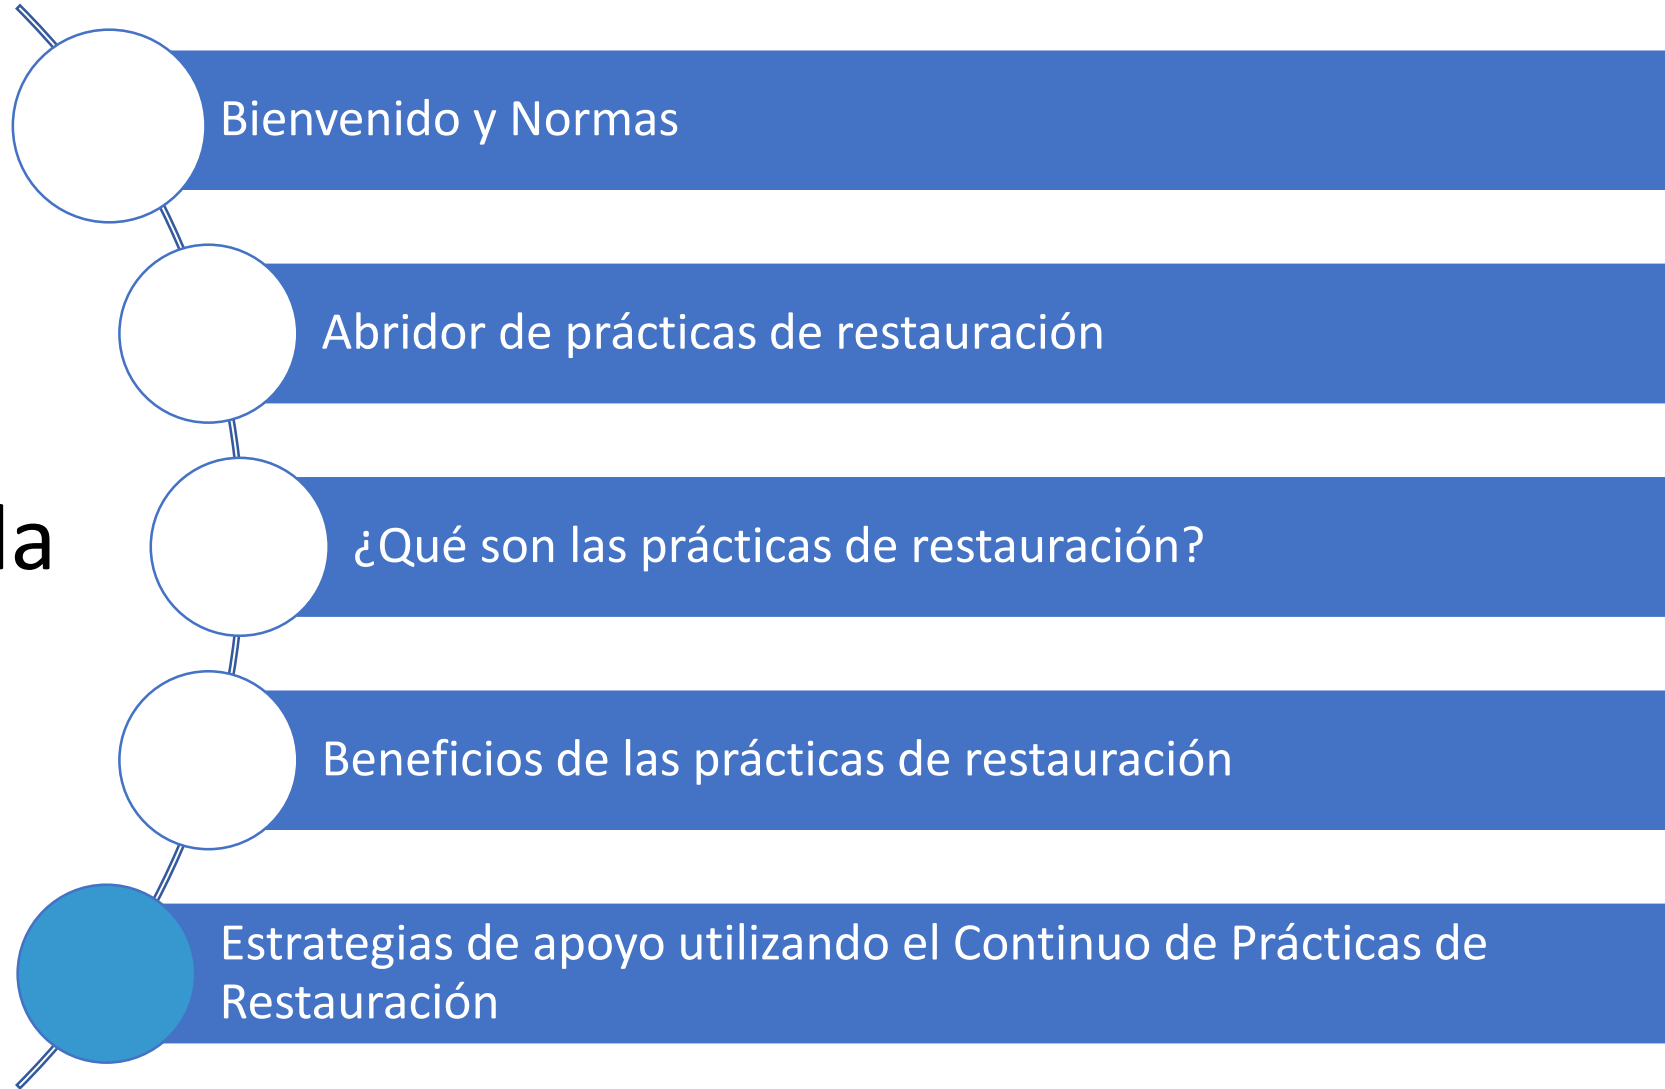 Bienvenido y Normas
Abridor de prácticas de restauración
da
¿Qué son las prácticas de restauración?
Beneficios de las prácticas de restauración
Estrategias de apoyo utilizando el Continuo de Prácticas de
Restauración